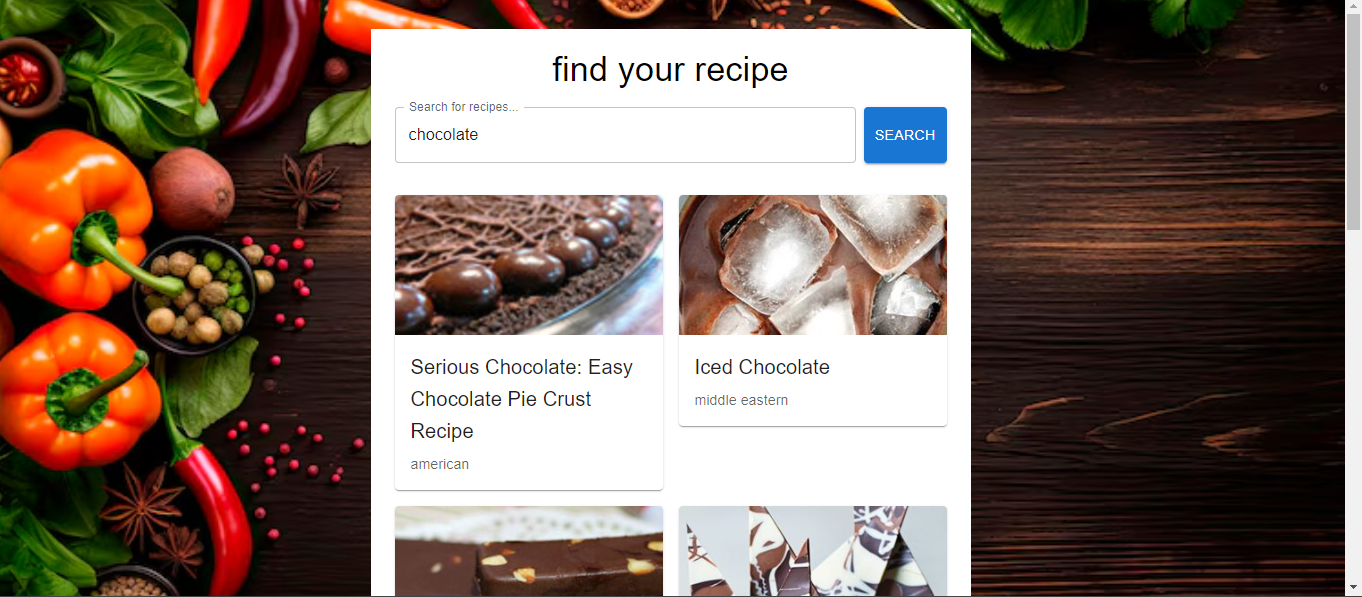 find your recipe
Search for recipes...
chocolate
SEARCH
Serious Chocolate: Easy
Chocolate Pie Crust
Recipe
american
Iced Chocolate
middle eastern